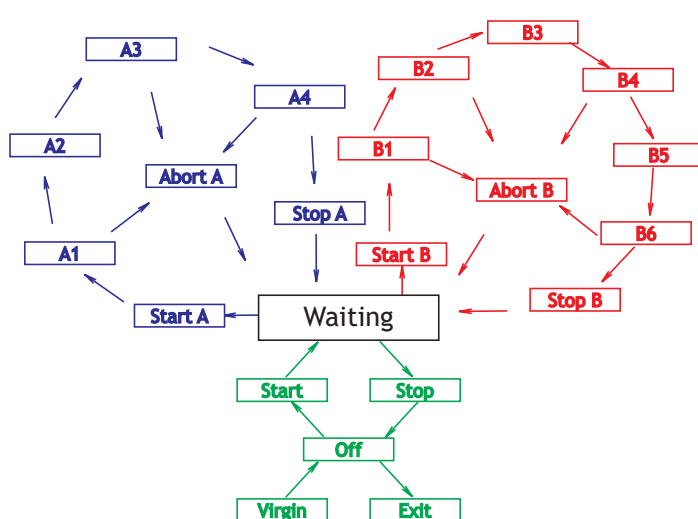 B3
A3
B2
B4
A4
A2
B1
B5
Abort A
Abort B
Stop A
B6
A1
Start B
Stop B
Start A
Waiting
Start
Stop
Off
Virgin
Exit